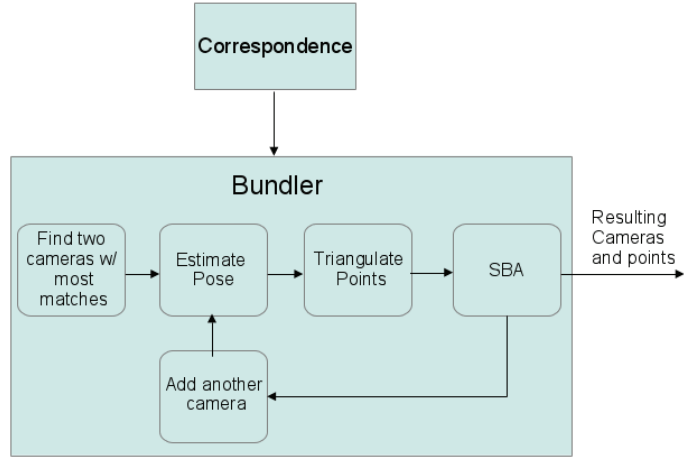 Correspondence
Bundler
Find two
cameras w/
most
matches
Estimate
Pose
Triangulate
Points
SBA
Resulting
Cameras
and points
Add another
camera